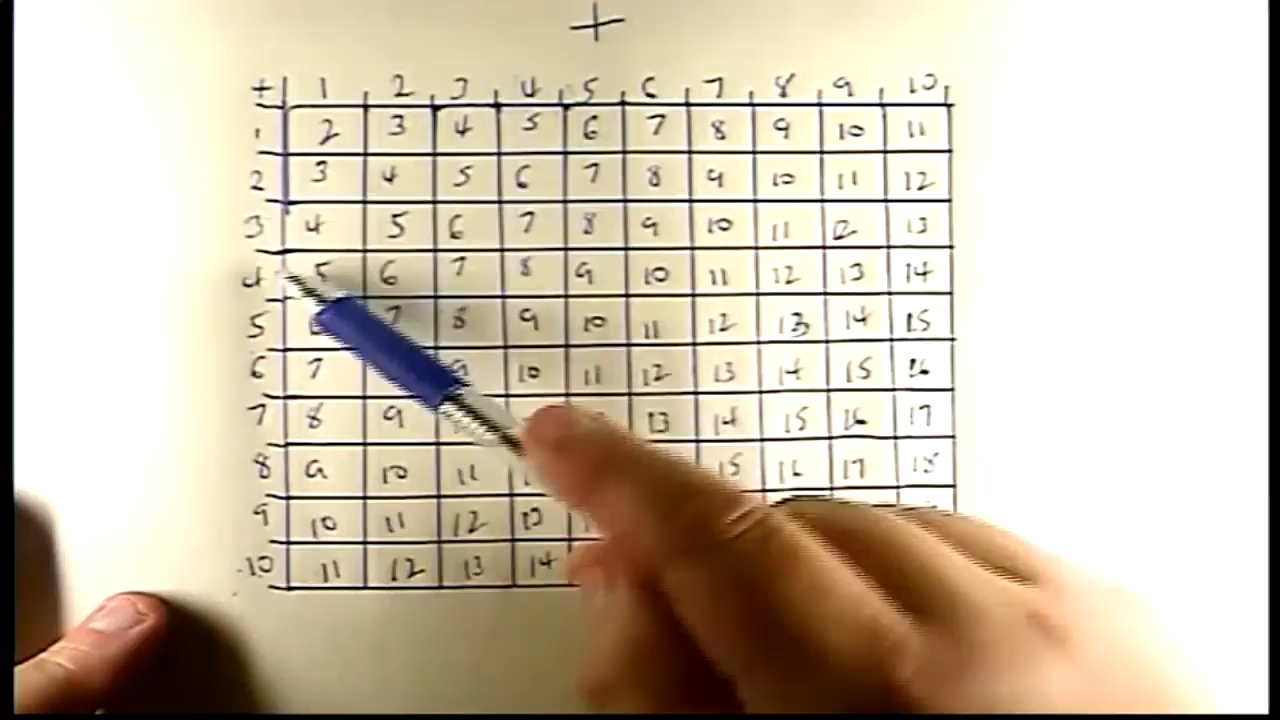 +
+ 1 2 3 4 5 6 7 8 9 10
1 2 3 4 5 6 7 8 9 10 11
2 3 4 5 6 7 8 9 10 11 12
3 4 5 6 7 8 9 10 11 12 13
4 5 6 7 8 9 10 11 12 13 14
5 7 8 9 10 11 12 13 14 15
6 7 9 10 11 12 13 14 15 16
7 8 9 13 14 15 16 17
8 9 10 11 15 16 17 18
9 10 11 12 13
10 11 12 13 14